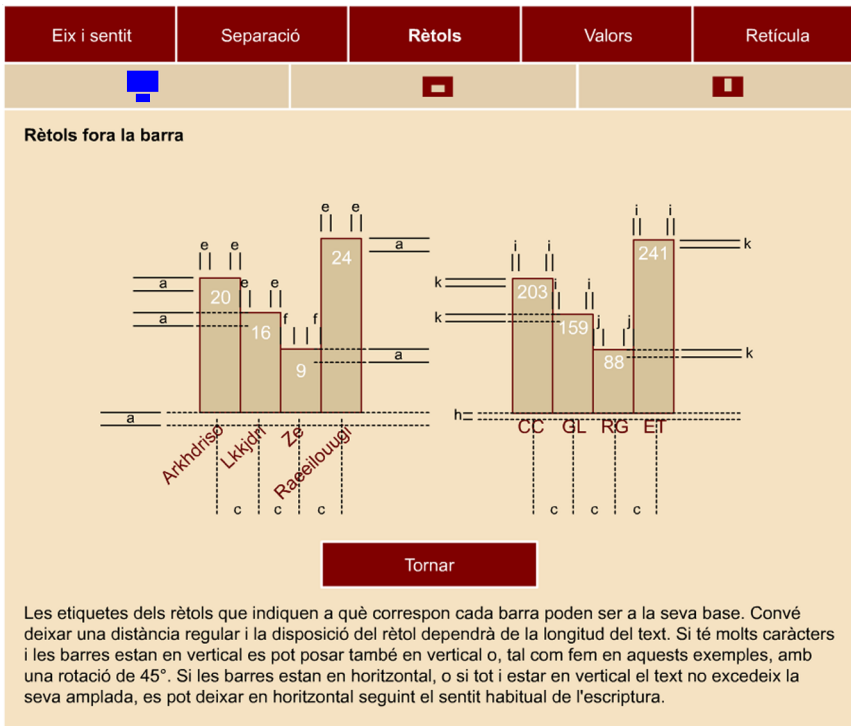 Eix i sentit
Separació
Rètols
Valors
Retícula
Rètols fora la barra
e e
i i
e e
24
a
i i
241
k
a
20
e e
k
203
i i
a
16
f f
k
159
j j
9
a
88
k
a
h
Arkhdriso
Lkkjdrl
Ze
Raeeilouugl
CC GL RG ET
c c c
c c c
Tornar
Les etiquetes dels rètols que indiquen a què correspon cada barra poden ser a la seva base. Convé
deixar una distància regular i la disposició del rètol dependrà de la longitud del text. Si té molts caràcters
i les barres estan en vertical es pot posar també en vertical o, tal com fem en aquests exemples, amb
una rotació de 45°. Si les barres estan en horitzontal, o si tot i estar en vertical el text no excedeix la
seva amplada, es pot deixar en horitzontal seguint el sentit habitual de l'escriptura.